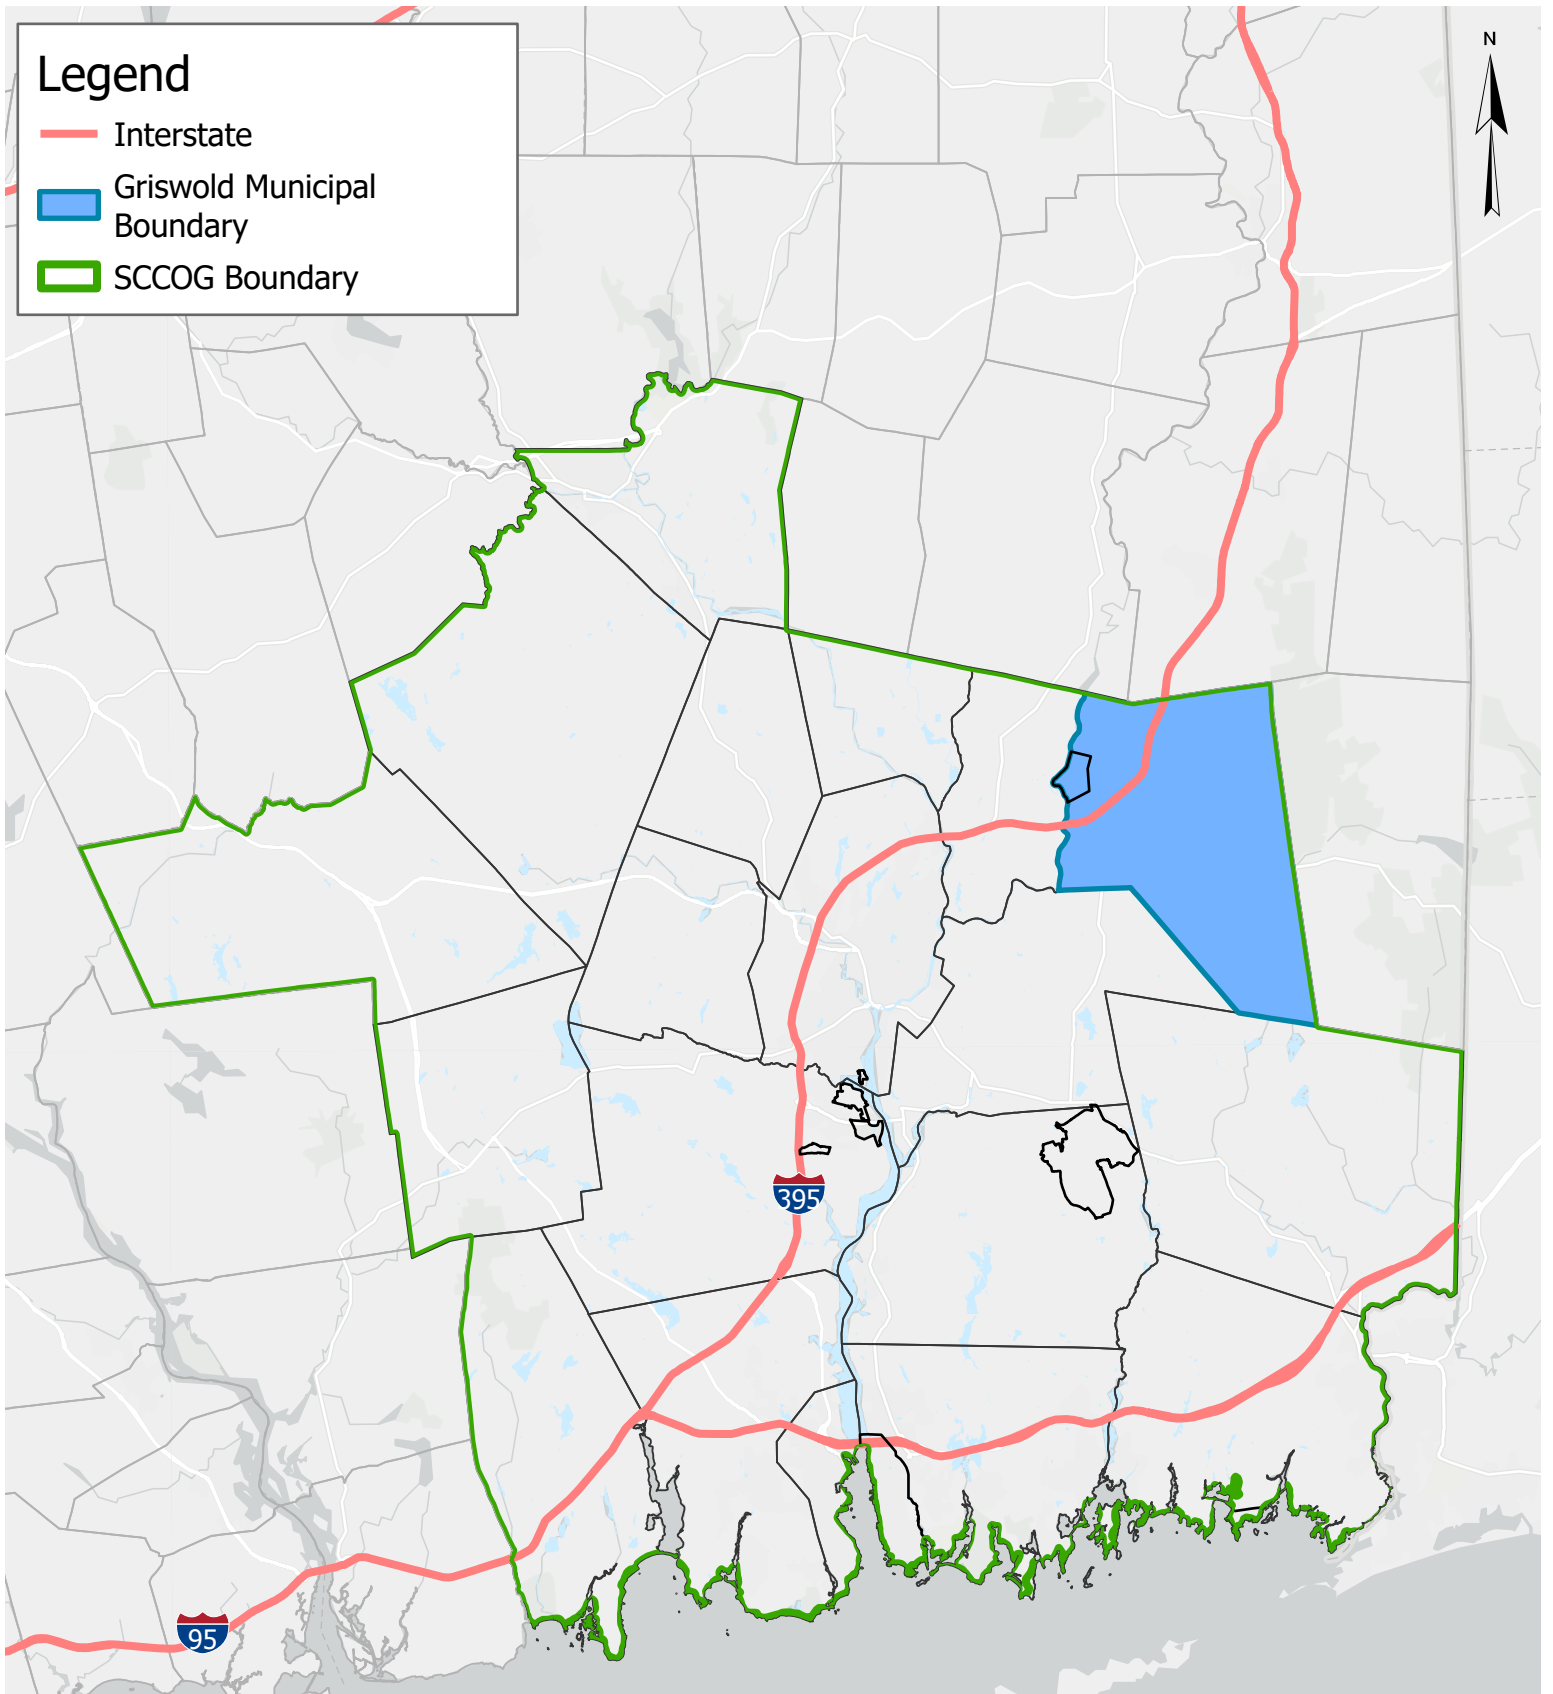 Legend
Interstate
Griswold Municipal
Boundary
SCCOG Boundary
N
395
95